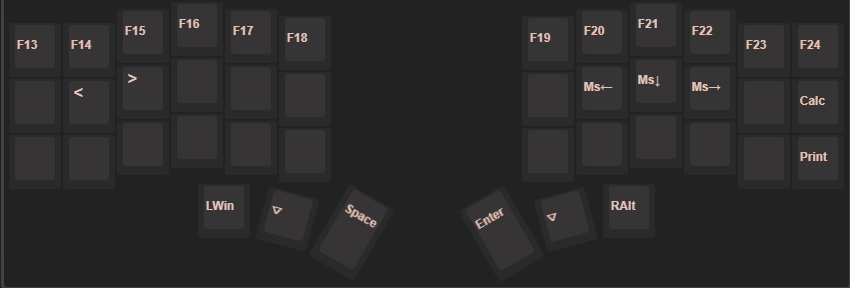 F13 F14 F15 F16 F17 F18 F19 F20 F21 F22 F23 F24
< > Ms← Ms↓ Ms→ Calc
Print
LWin ▽ Space Enter ▽ RAlt